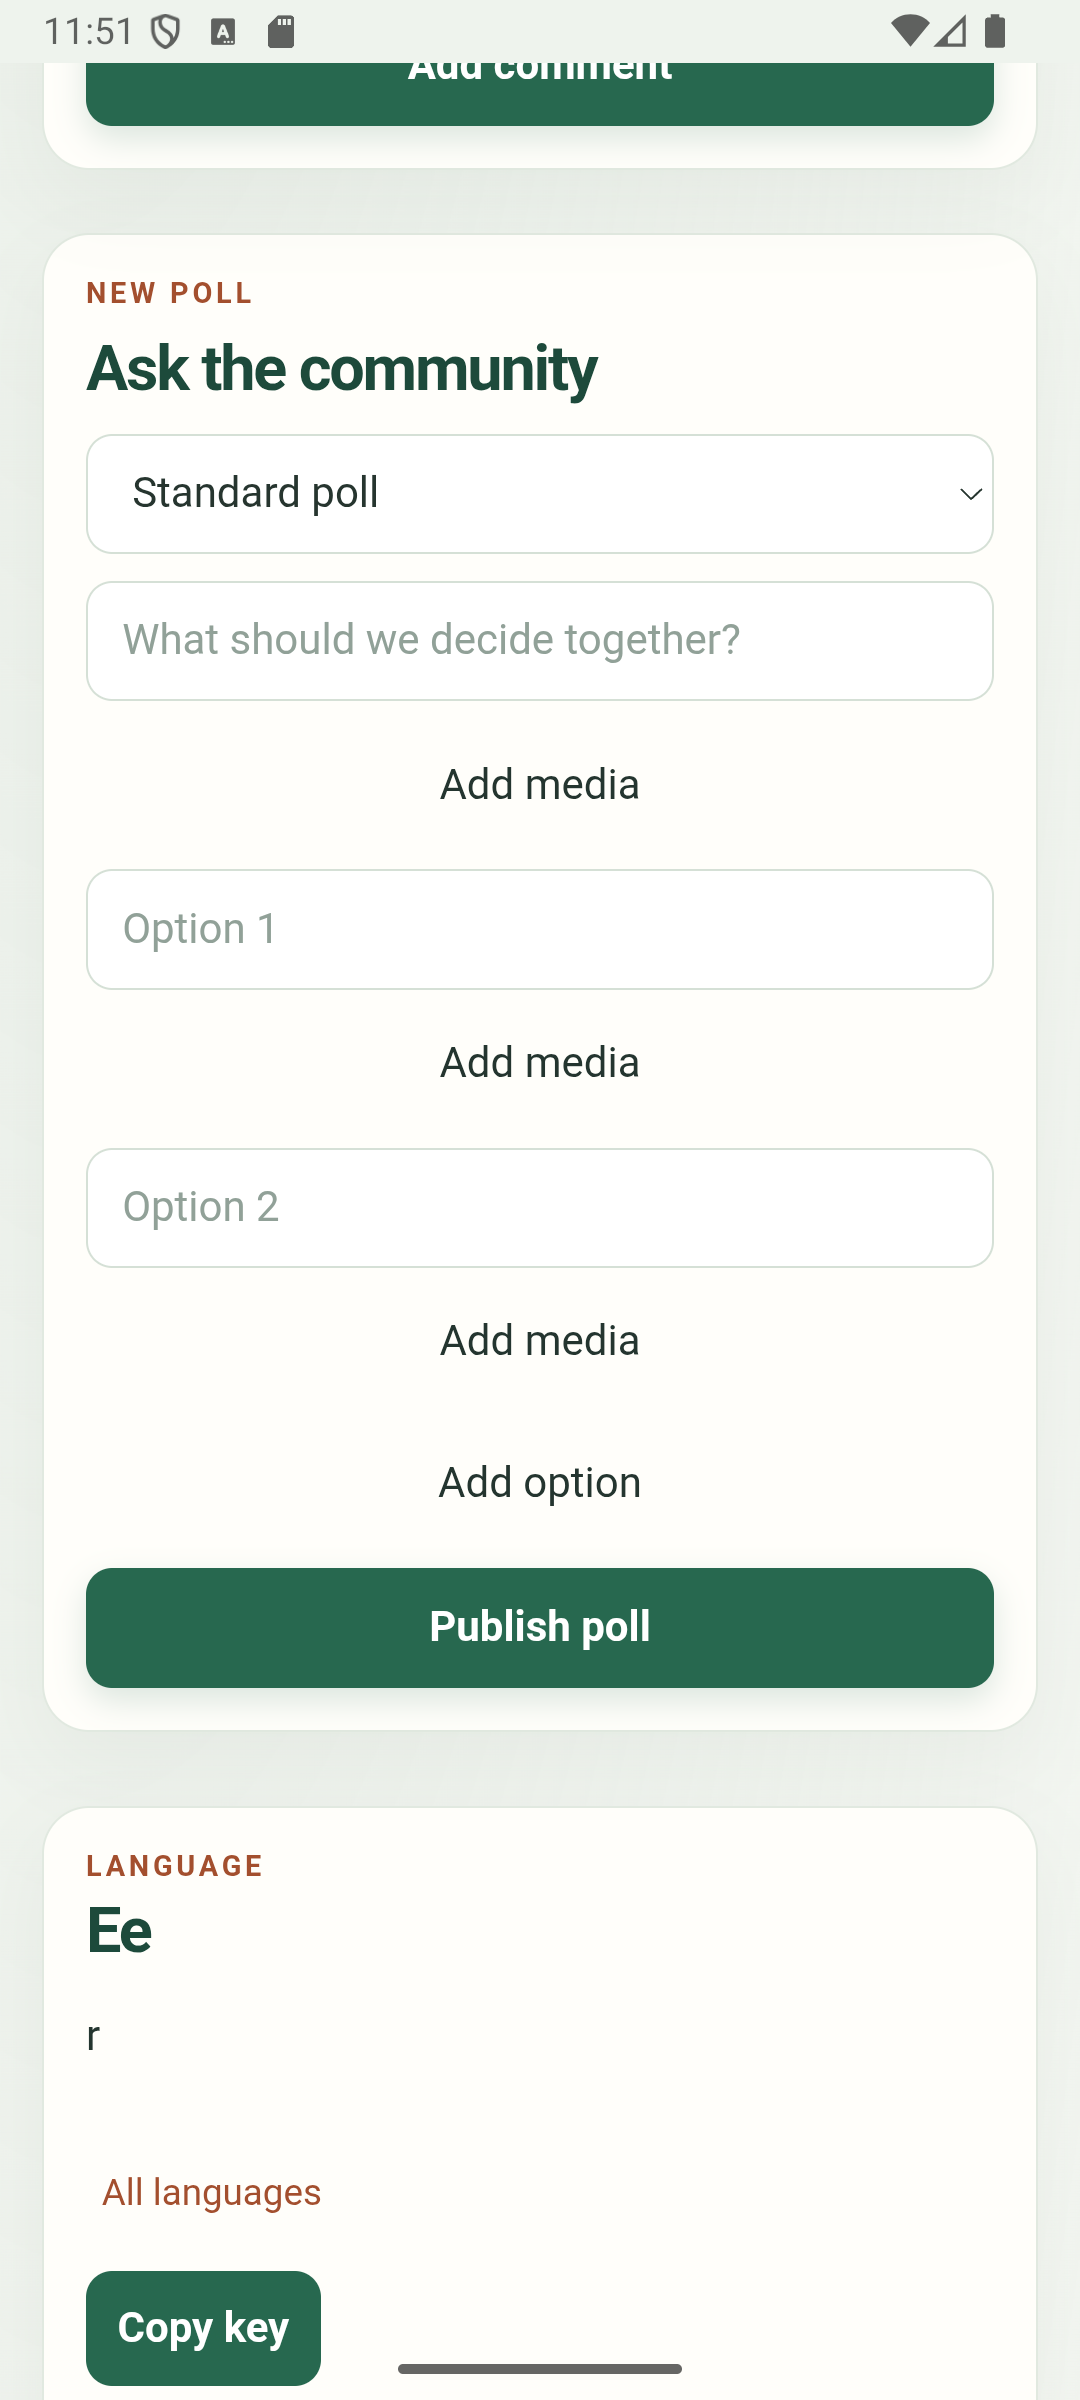 11:51
Add comment
NEW POLL
Ask the community
Standard poll
What should we decide together?
Add media
Option 1
Add media
Option 2
Add media
Add option
Publish poll
LANGUAGE
Ee
r
All languages
Copy key